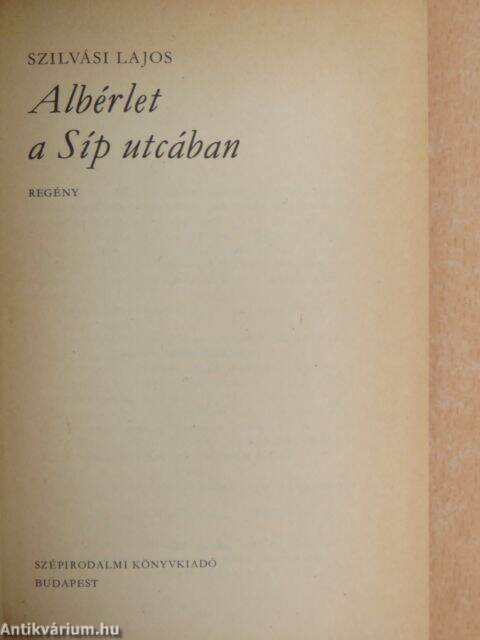 SZILVÁSI LAJOS
Albérlet
a Síp utcában
REGÉNY
SZÉPIRODALMI KÖNYVKIADÓ
BUDAPEST
Antikvárium.hu